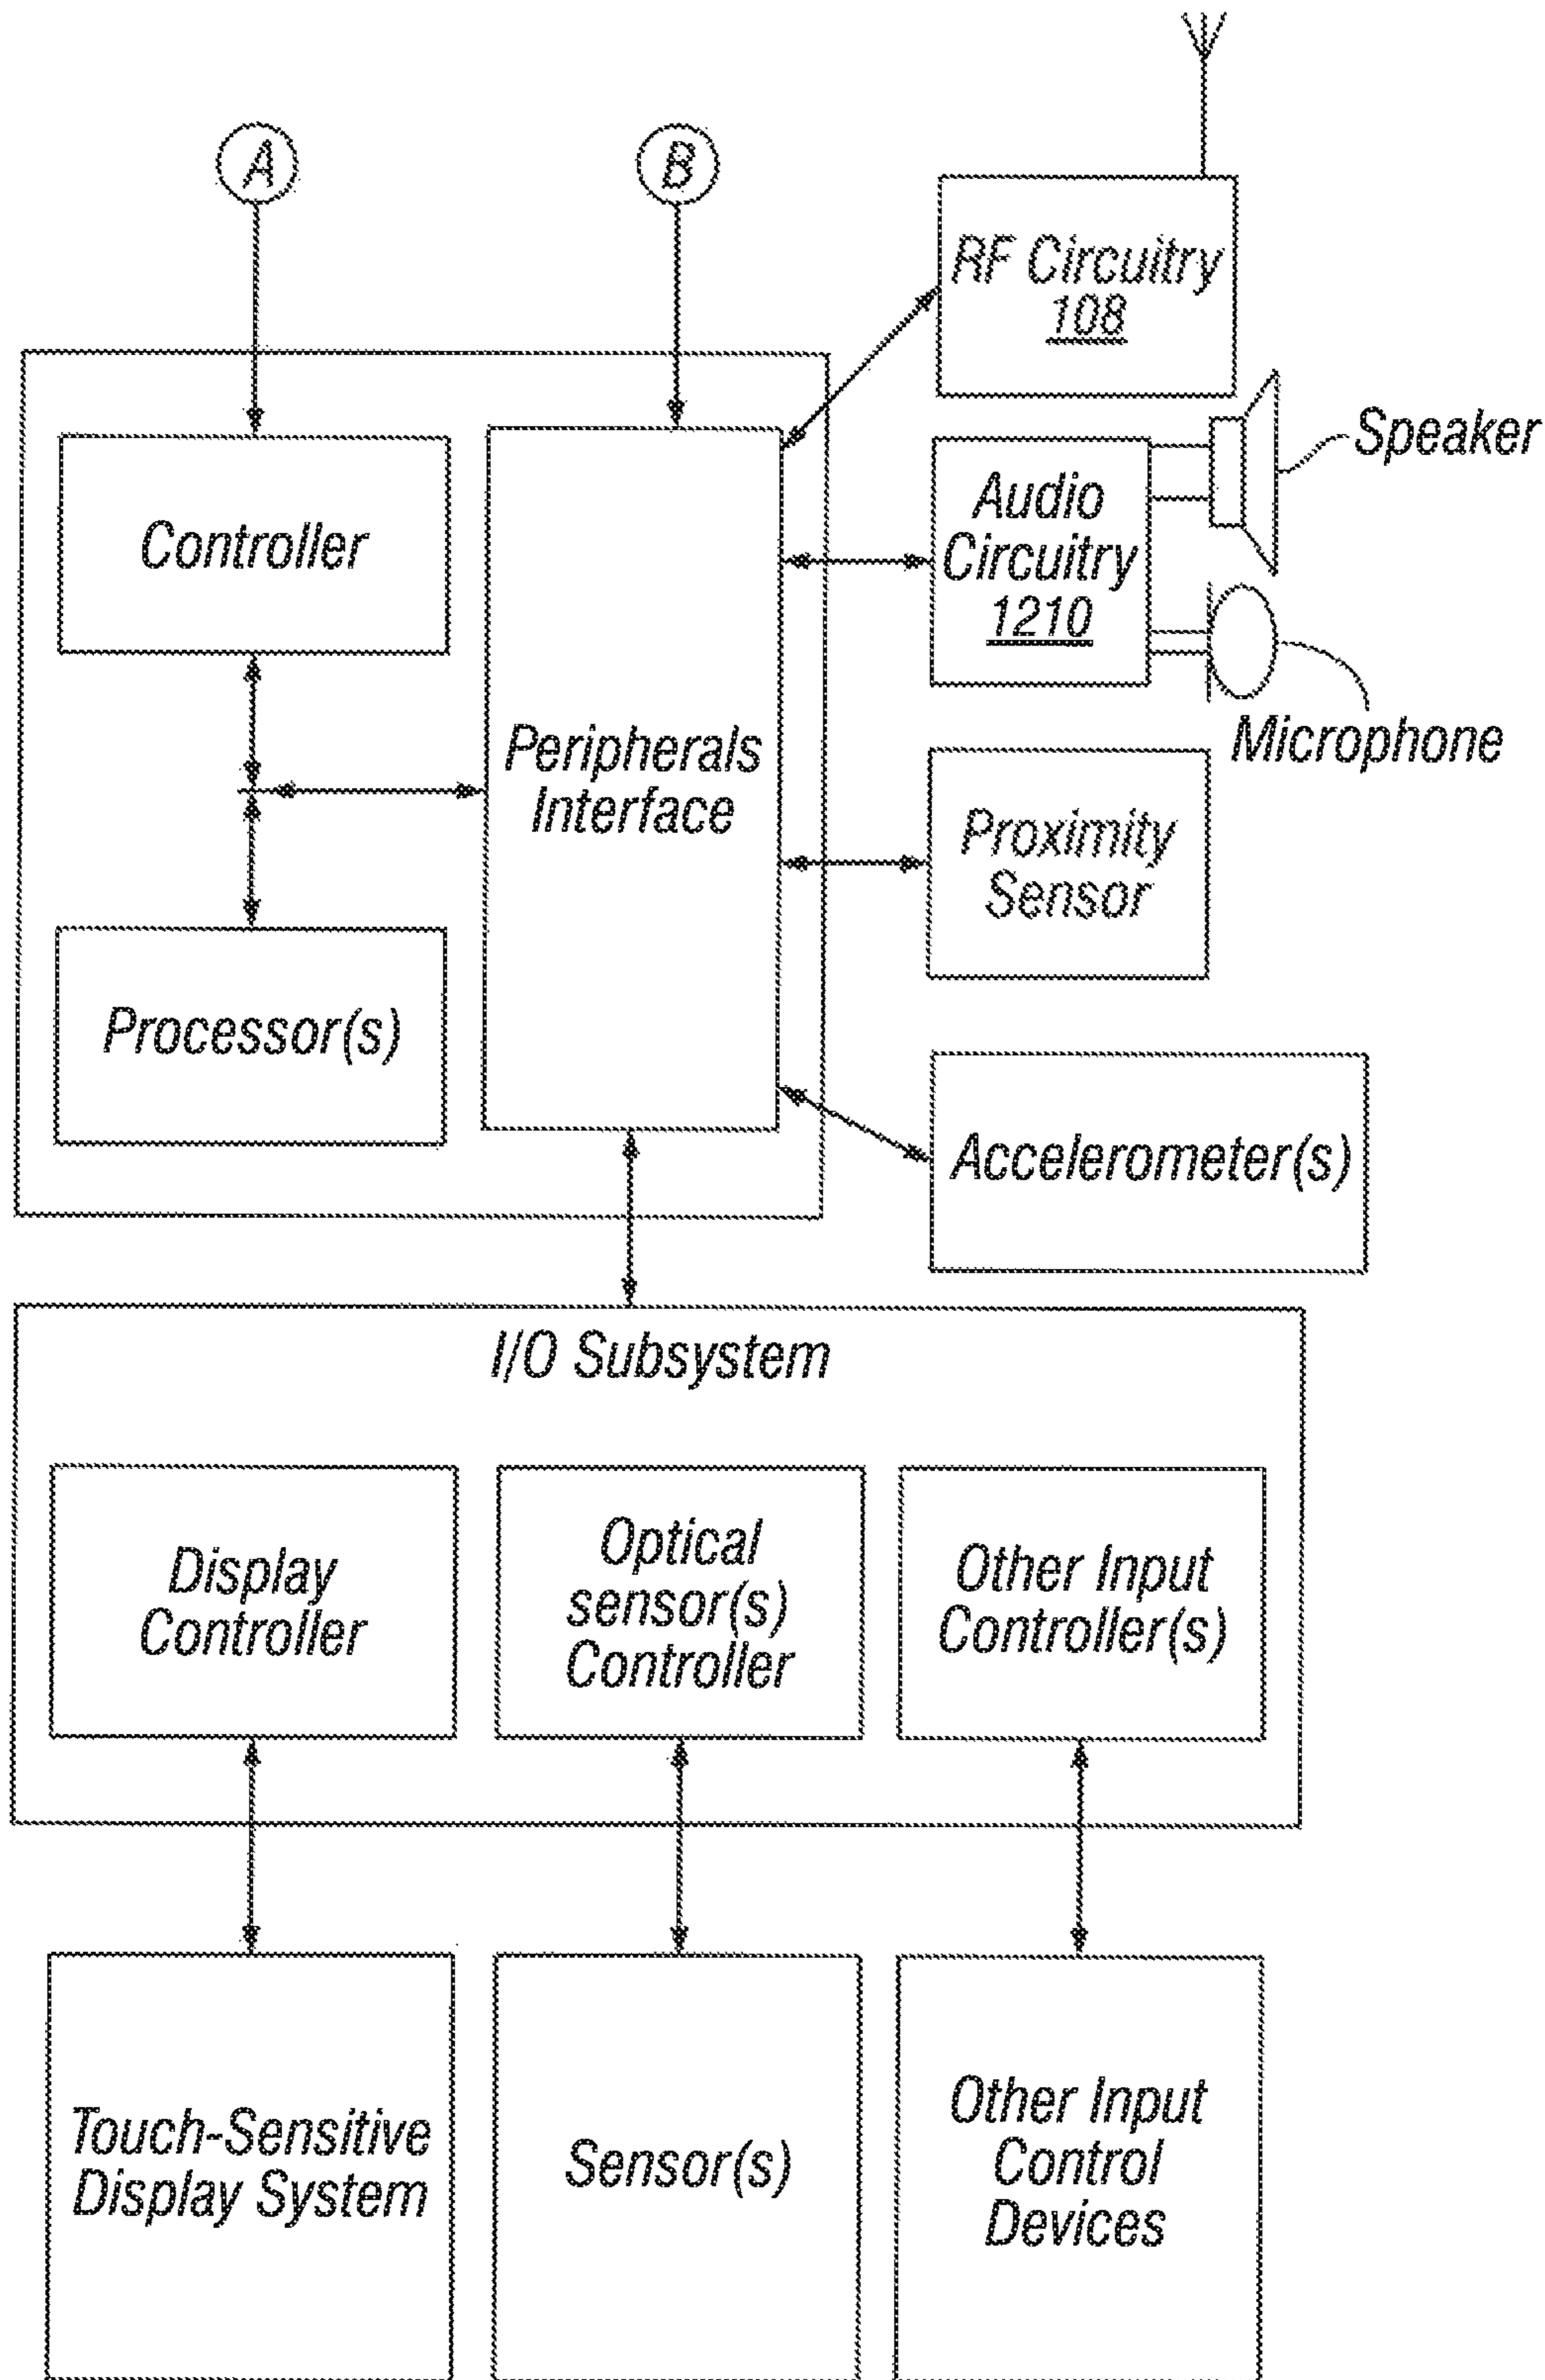 A
B
RF Circuitry
108
Speaker
Controller
Audio
Circuitry
1210
Microphone
Peripherals
Interface
Proximity
Sensor
Processor(s)
Accelerometer(s)
I/O Subsystem
Display
Controller
Optical
sensor(s)
Controller
Other Input
Controller(s)
Touch-Sensitive
Display System
Sensor(s)
Other Input
Control
Devices